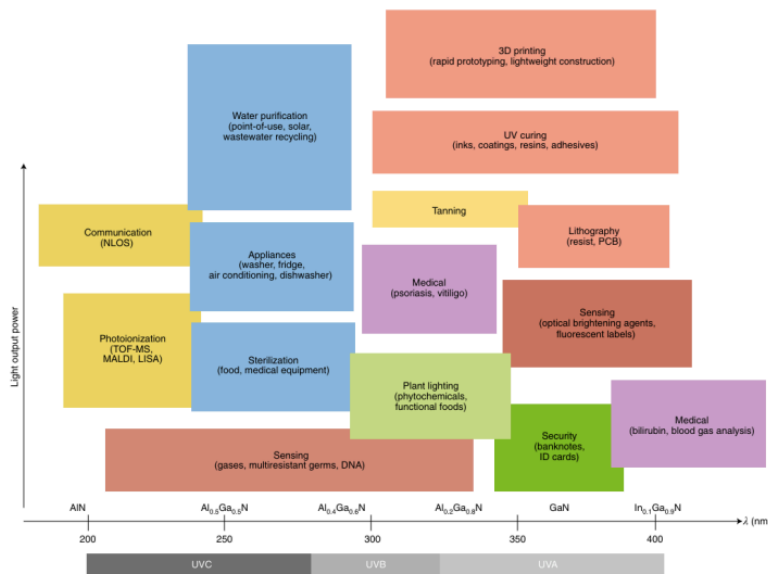 3D printing
(rapid prototyping, lightweight construction)
Water purification
(point-of-use, solar,
wastewater recycling)
UV curing
(inks, coatings, resins, adhesives)
Tanning
Communication
(NLOS)
Lithography
(resist, PCB)
Appliances
(washer, fridge,
air conditioning, dishwasher)
Medical
(psoriasis, vitiligo)
Sensing
(optical brightening agents,
fluorescent labels)
Photoionization
(TOF-MS,
MALDI, LISA)
Sterilization
(food, medical equipment)
Plant lighting
(phytochemicals,
functional foods)
Medical
(bilirubin, blood gas analysis)
Security
(banknotes,
ID cards)
Sensing
(gases, multiresistant germs, DNA)
Light output power
AlN Al0.5Ga0.5N Al0.4Ga0.6N Al0.2Ga0.8N GaN In0.1Ga0.9N
λ (nm
200 250 300 350 400
UVC UVB UVA